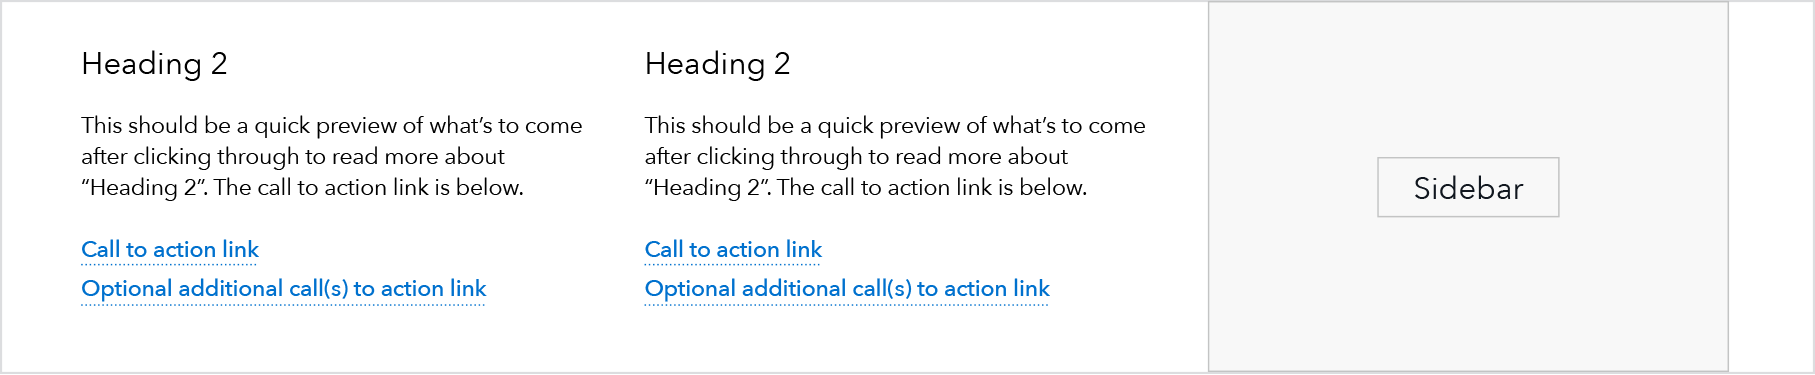 Heading 2
This should be a quick preview of what’s to come
after clicking through to read more about
“Heading 2”. The call to action link is below.
Call to action link
Optional additional call(s) to action link
Heading 2
This should be a quick preview of what’s to come
after clicking through to read more about
“Heading 2”. The call to action link is below.
Call to action link
Optional additional call(s) to action link
Sidebar